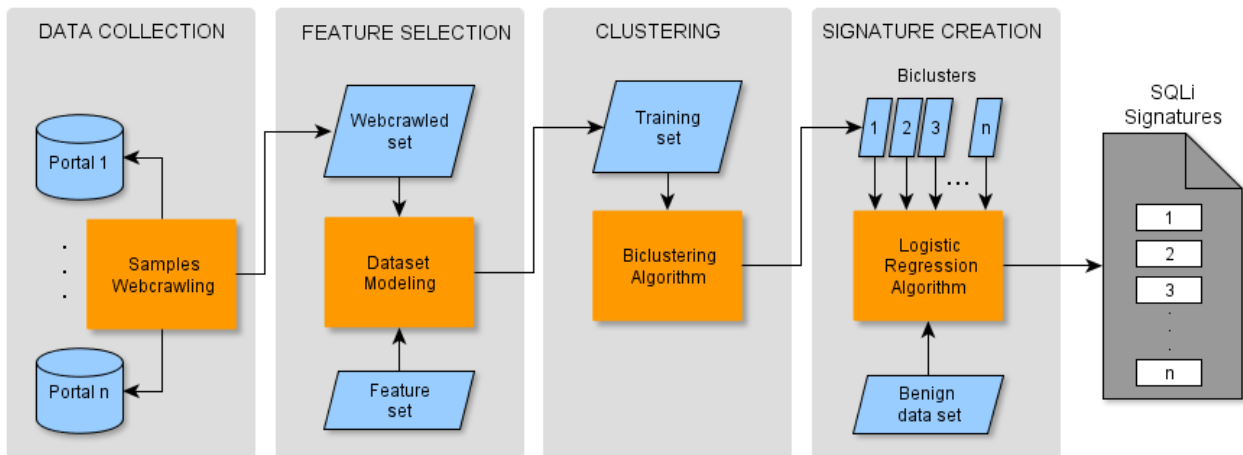 DATA COLLECTION
Portal 1
.
.
.
Samples
Webcrawling
Portal n
FEATURE SELECTION
Webcrawled
set
Dataset
Modeling
Feature
set
CLUSTERING
Training
set
Biclustering
Algorithm
SIGNATURE CREATION
Biclusters
1 2 3 n
...
Logistic
Regression
Algorithm
Benign
data set
SQLi
Signatures
1
2
3
.
.
.
n